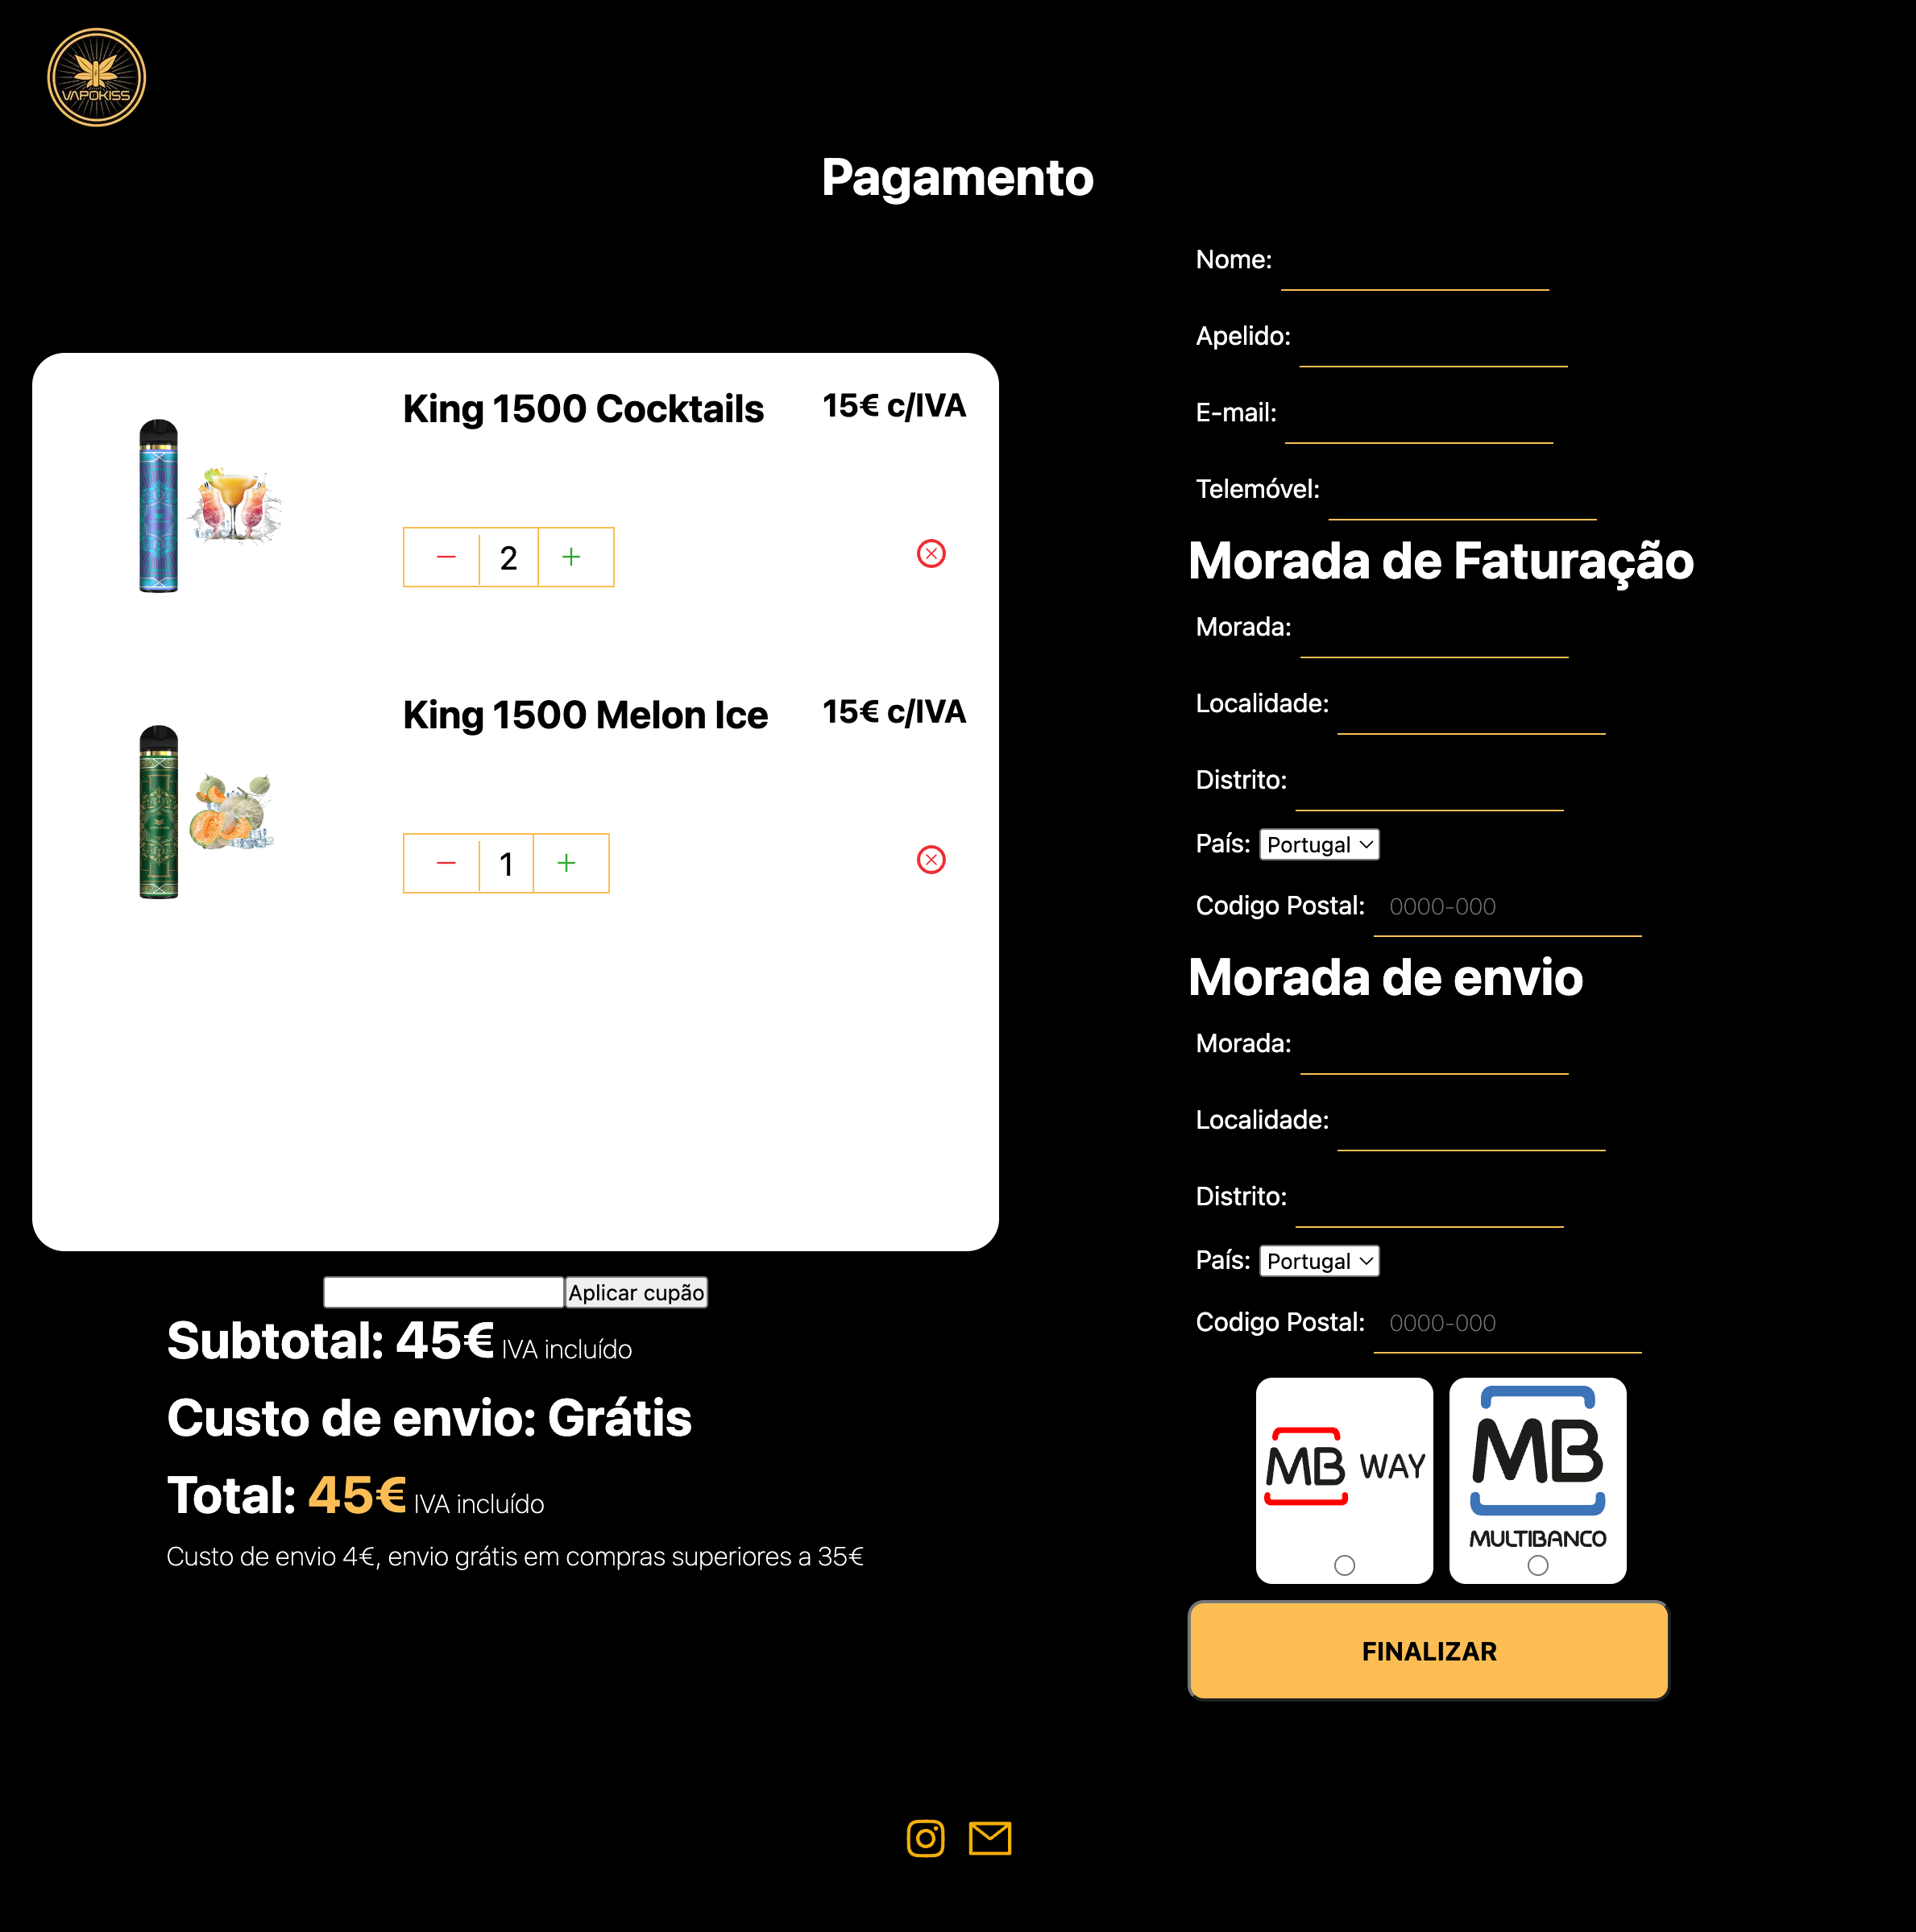 VAPOKISS
Pagamento
King 1500 Cocktails
15€ c/IVA
2
King 1500 Melon Ice
15€ c/IVA
1
Aplicar cupão
Subtotal: 45€ IVA incluído
Custo de envio: Grátis
Total: 45€ IVA incluído
Custo de envio 4€, envio grátis em compras superiores a 35€
Nome:
Apelido:
E-mail:
Telemóvel:
Morada de Faturação
Morada:
Localidade:
Distrito:
País: Portugal
Codigo Postal: 0000-000
Morada de envio
Morada:
Localidade:
Distrito:
País: Portugal
Codigo Postal: 0000-000
MB WAY
MB
MULTIBANCO
FINALIZAR